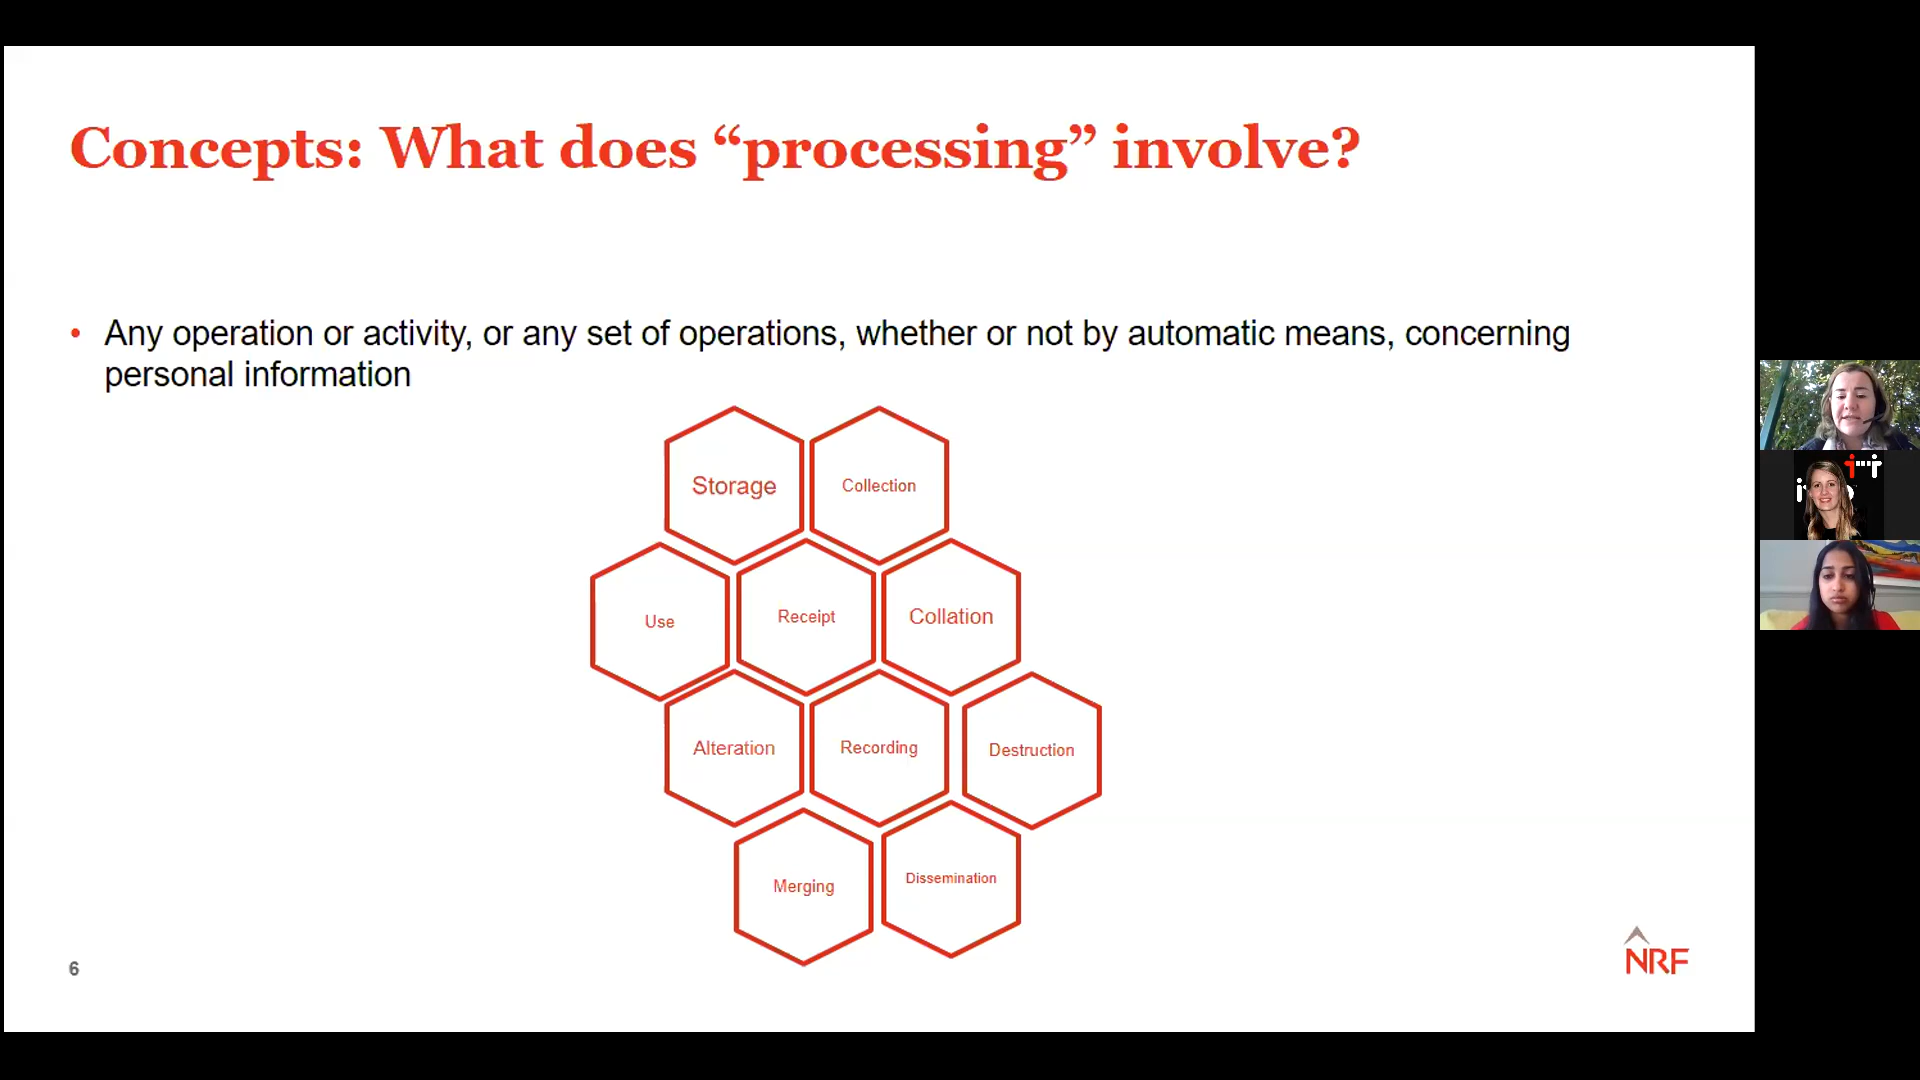 Concepts: What does “processing” involve?
• Any operation or activity, or any set of operations, whether or not by automatic means, concerning
personal information
Storage
Collection
Use
Receipt
Collation
Alteration
Recording
Destruction
Merging
Dissemination
6
NRF